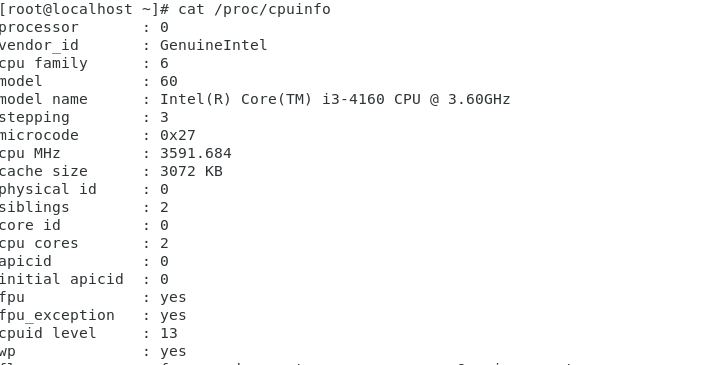 [root@localhost ~]# cat /proc/cpuinfo
processor : 0
vendor_id : GenuineIntel
cpu family : 6
model : 60
model name : Intel(R) Core(TM) i3-4160 CPU @ 3.60GHz
stepping : 3
microcode : 0x27
cpu MHz : 3591.684
cache size : 3072 KB
physical id : 0
siblings : 2
core id : 0
cpu cores : 2
apicid : 0
initial apicid : 0
fpu : yes
fpu_exception : yes
cpuid level : 13
wp : yes